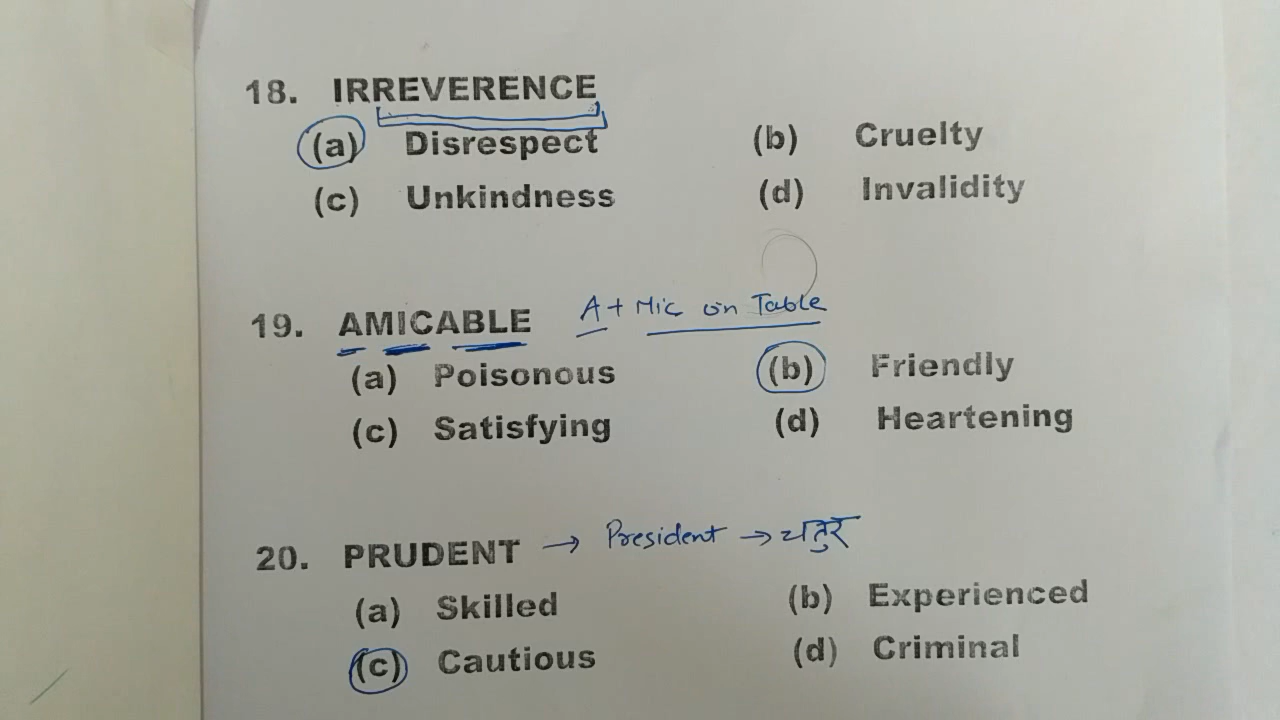 18. IRREVERENCE
(a) Disrespect (b) Cruelty
(c) Unkindness (d) Invalidity
19. AMICABLE A + Mic on Table
(a) Poisonous (b) Friendly
(c) Satisfying (d) Heartening
20. PRUDENT → President → चतुर
(a) Skilled (b) Experienced
(c) Cautious (d) Criminal